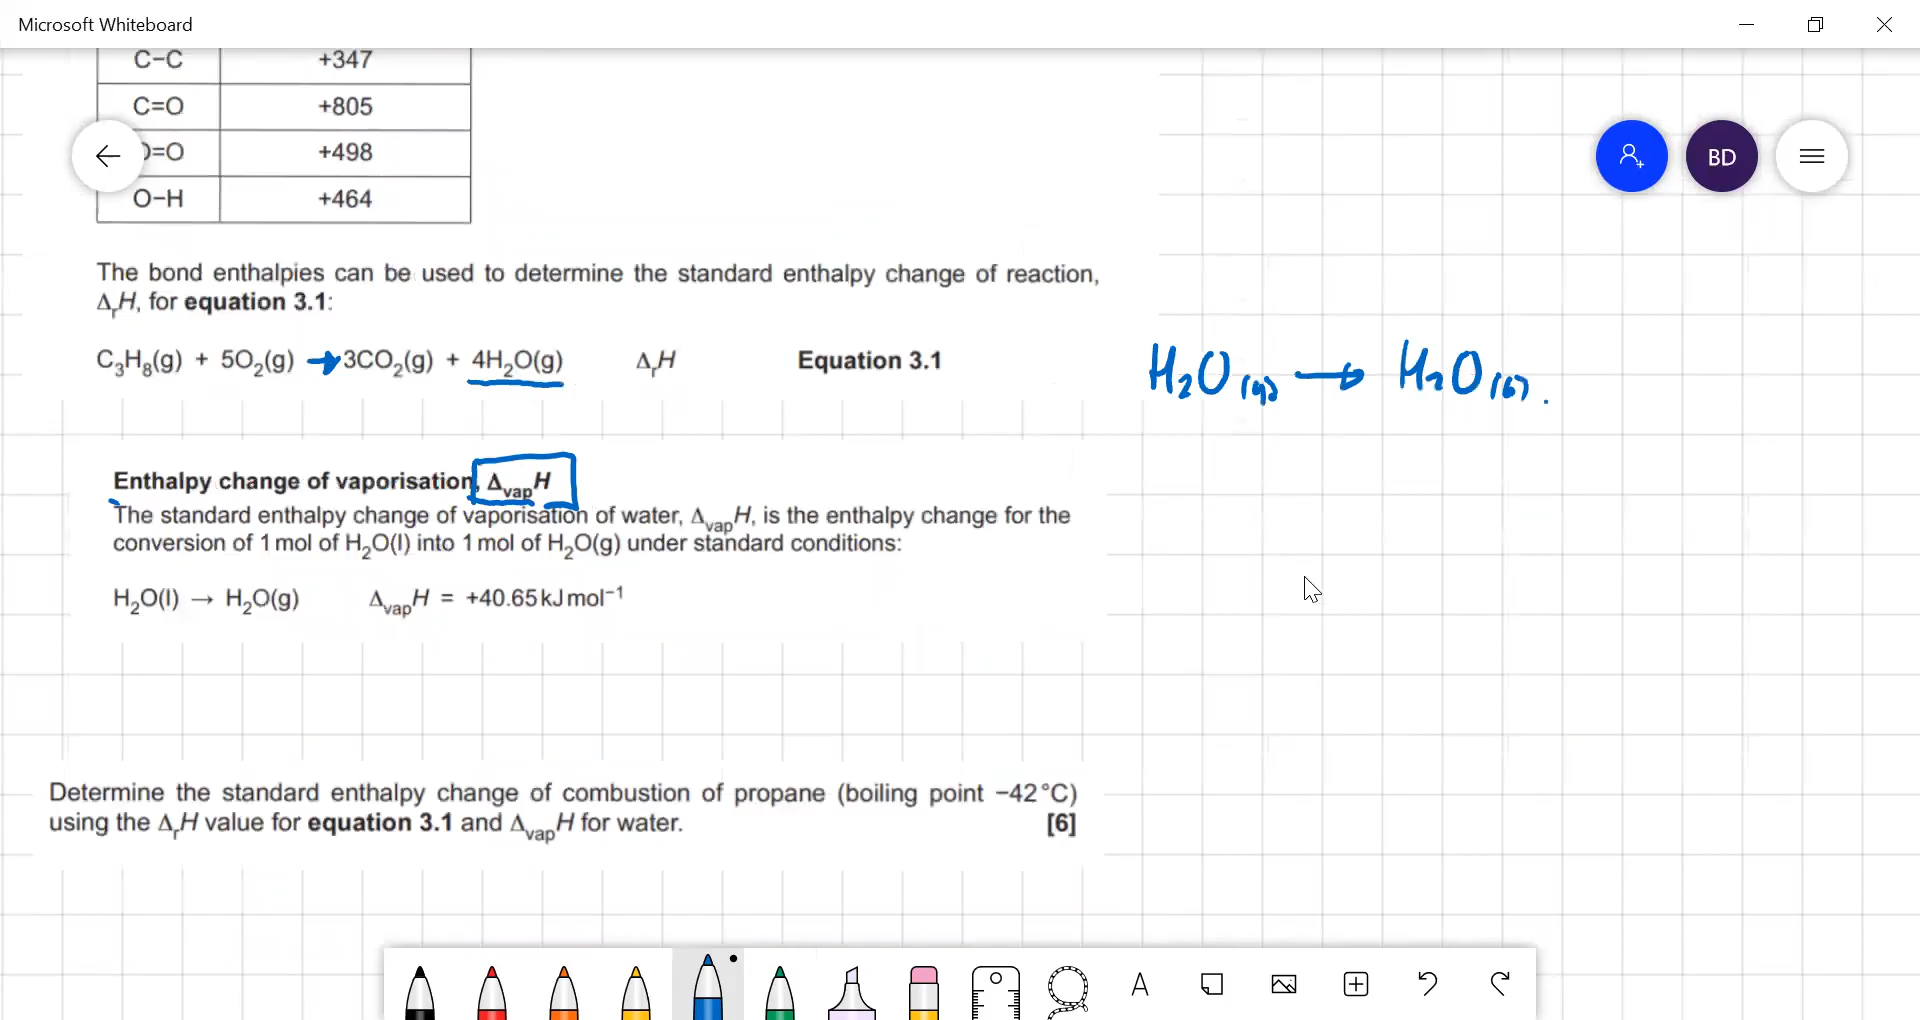 Microsoft Whiteboard
C−C +347
C=O +805
=O +498
O−H +464
BD
The bond enthalpies can be used to determine the standard enthalpy change of reaction,
ΔᵣH, for equation 3.1:
C₃H₈(g) + 5O₂(g) → 3CO₂(g) + 4H₂O(g) ΔᵣH Equation 3.1
H₂O(g) → H₂O(l).
Enthalpy change of vaporisation, Δ_vapH
The standard enthalpy change of vaporisation of water, Δ_vapH, is the enthalpy change for the
conversion of 1 mol of H₂O(l) into 1 mol of H₂O(g) under standard conditions:
H₂O(l) → H₂O(g) Δ_vapH = +40.65 kJ mol⁻¹
Determine the standard enthalpy change of combustion of propane (boiling point −42 °C)
using the ΔᵣH value for equation 3.1 and Δ_vapH for water. [6]
A